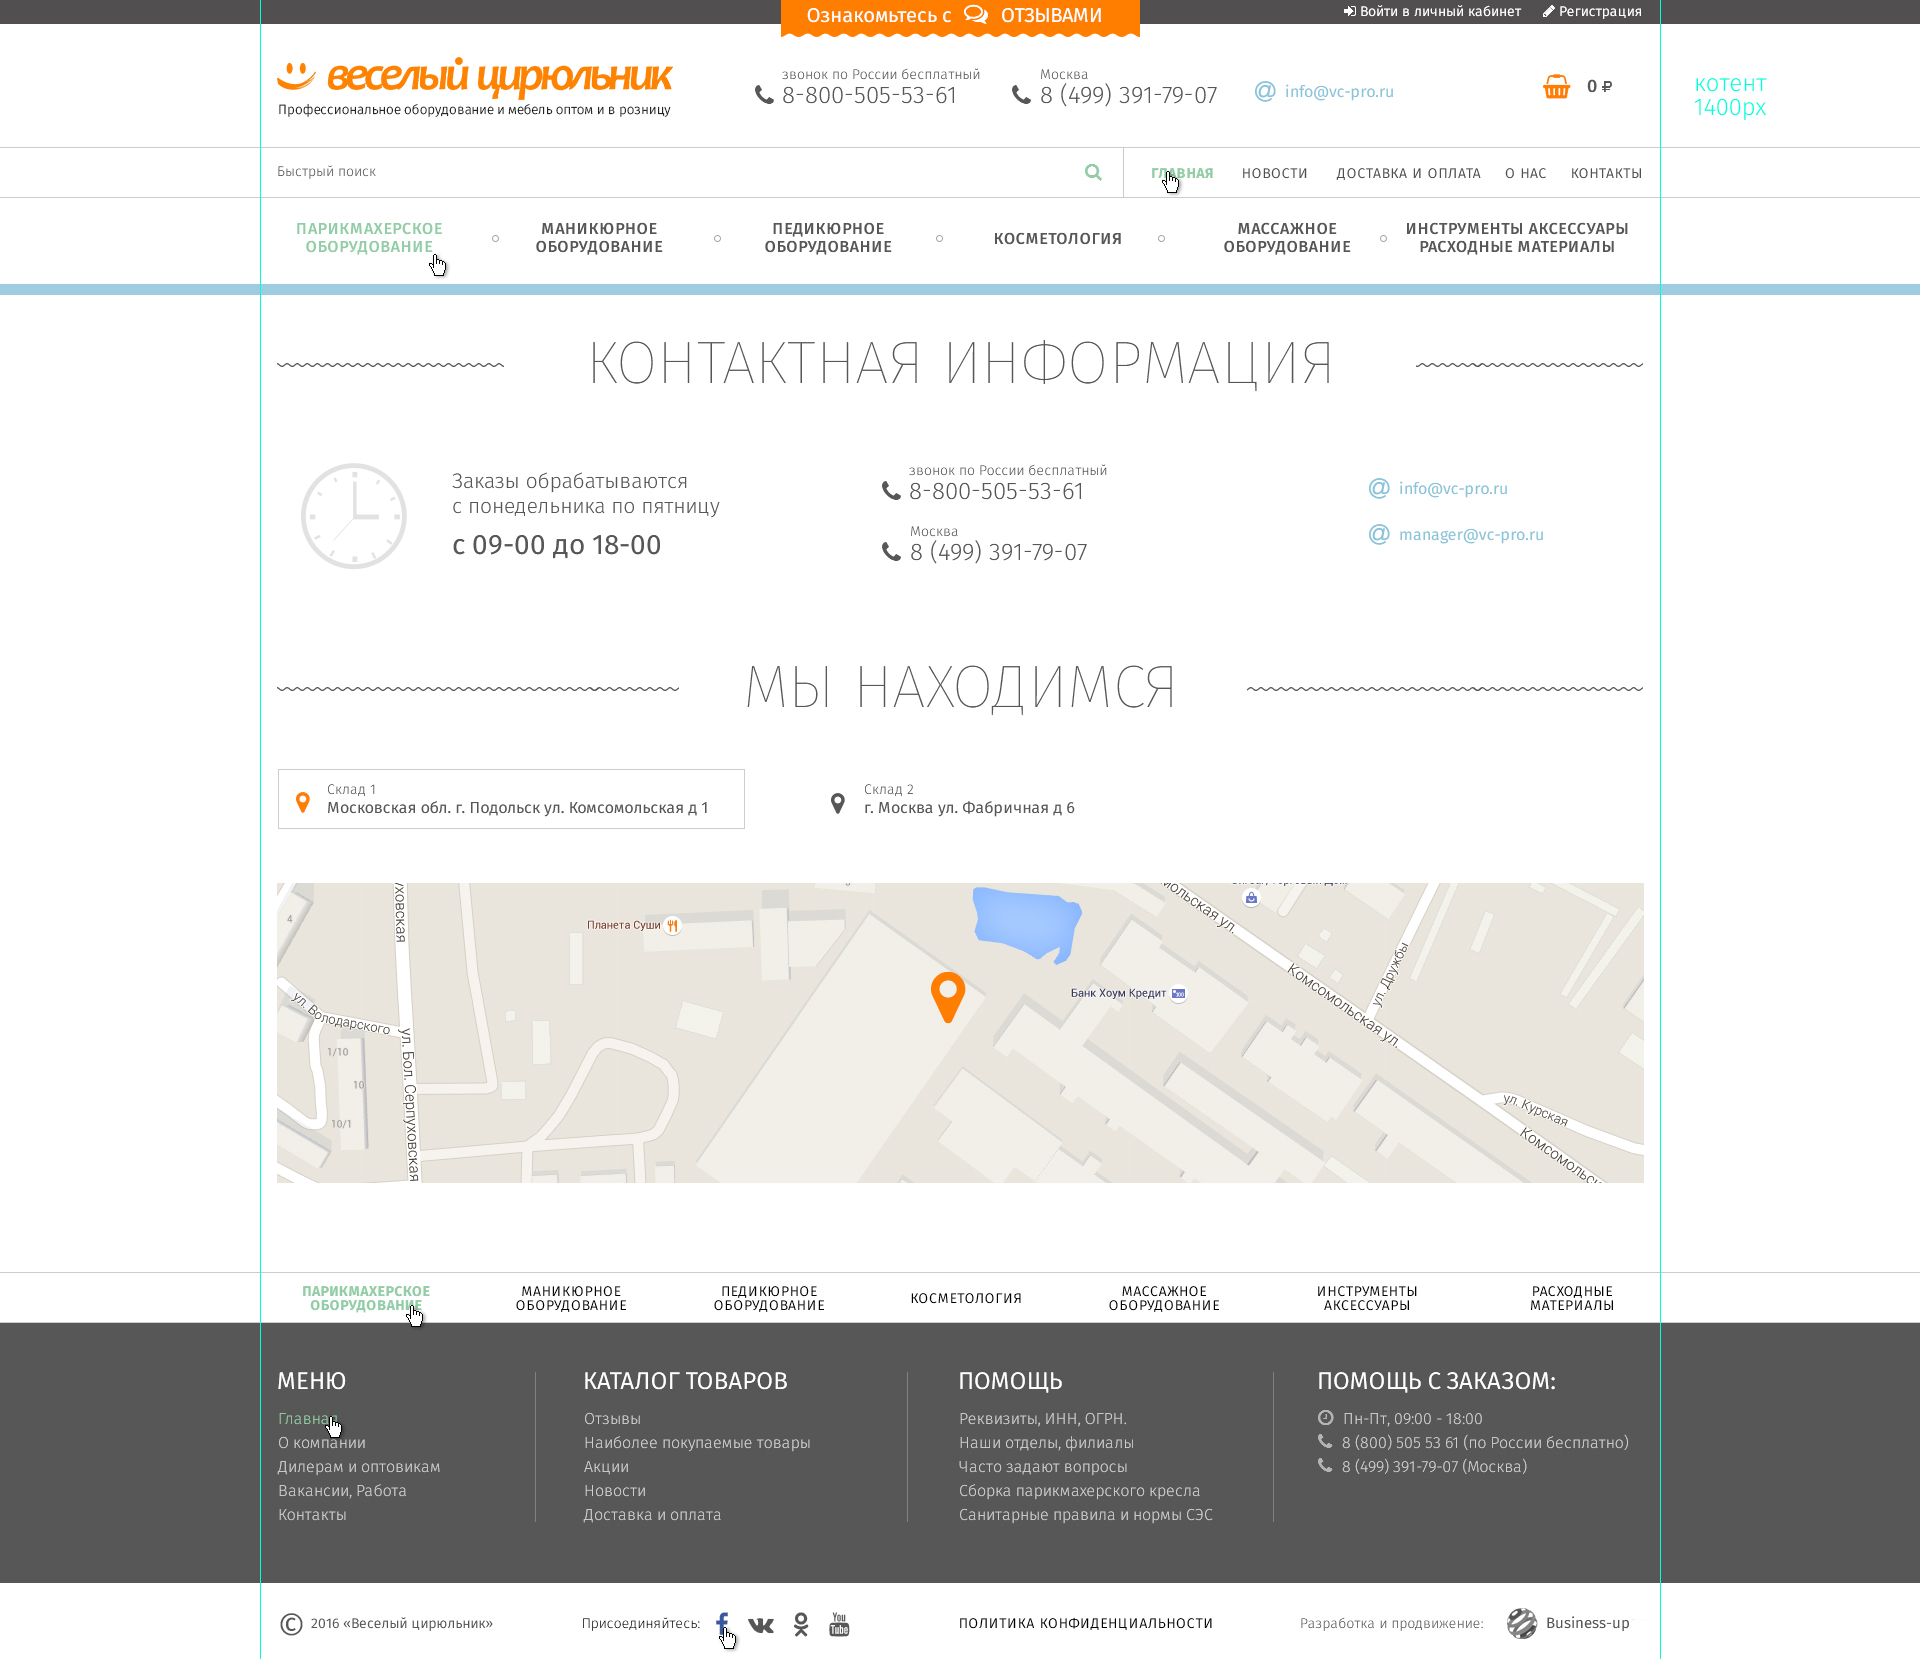 Ознакомьтесь с ОТЗЫВАМИ
Войти в личный кабинет
Регистрация
веселый цирюльник
Профессиональное оборудование и мебель оптом и в розницу
звонок по России бесплатный
8-800-505-53-61
Москва
8 (499) 391-79-07
@ info@vc-pro.ru
0 ₽
котент
1400px
Быстрый поиск
ГЛАВНАЯ
НОВОСТИ
ДОСТАВКА И ОПЛАТА
О НАС
КОНТАКТЫ
ПАРИКМАХЕРСКОЕ
ОБОРУДОВАНИЕ
МАНИКЮРНОЕ
ОБОРУДОВАНИЕ
ПЕДИКЮРНОЕ
ОБОРУДОВАНИЕ
КОСМЕТОЛОГИЯ
МАССАЖНОЕ
ОБОРУДОВАНИЕ
ИНСТРУМЕНТЫ АКСЕССУАРЫ
РАСХОДНЫЕ МАТЕРИАЛЫ
КОНТАКТНАЯ ИНФОРМАЦИЯ
Заказы обрабатываются
с понедельника по пятницу
с 09-00 до 18-00
звонок по России бесплатный
8-800-505-53-61
Москва
8 (499) 391-79-07
@ info@vc-pro.ru
@ manager@vc-pro.ru
МЫ НАХОДИМСЯ
Склад 1
Московская обл. г. Подольск ул. Комсомольская д 1
Склад 2
г. Москва ул. Фабричная д 6
4
уховская
Планета Суши
мольская ул.
Банк Хоум Кредит
Комсомольская ул.
ул. Дружбы
ул. Володарского
ул. Бол. Серпуховская
1/10
10
10/1
ул. Курская
Комсомольск
ПАРИКМАХЕРСКОЕ
ОБОРУДОВАНИЕ
МАНИКЮРНОЕ
ОБОРУДОВАНИЕ
ПЕДИКЮРНОЕ
ОБОРУДОВАНИЕ
КОСМЕТОЛОГИЯ
МАССАЖНОЕ
ОБОРУДОВАНИЕ
ИНСТРУМЕНТЫ
АКСЕССУАРЫ
РАСХОДНЫЕ
МАТЕРИАЛЫ
МЕНЮ
Главная
О компании
Дилерам и оптовикам
Вакансии, Работа
Контакты
КАТАЛОГ ТОВАРОВ
Отзывы
Наиболее покупаемые товары
Акции
Новости
Доставка и оплата
ПОМОЩЬ
Реквизиты, ИНН, ОГРН.
Наши отделы, филиалы
Часто задают вопросы
Сборка парикмахерского кресла
Санитарные правила и нормы СЭС
ПОМОЩЬ С ЗАКАЗОМ:
Пн-Пт, 09:00 - 18:00
8 (800) 505 53 61 (по России бесплатно)
8 (499) 391-79-07 (Москва)
© 2016 «Веселый цирюльник»
Присоединяйтесь:
You
Tube
ПОЛИТИКА КОНФИДЕНЦИАЛЬНОСТИ
Разработка и продвижение:
Business-up